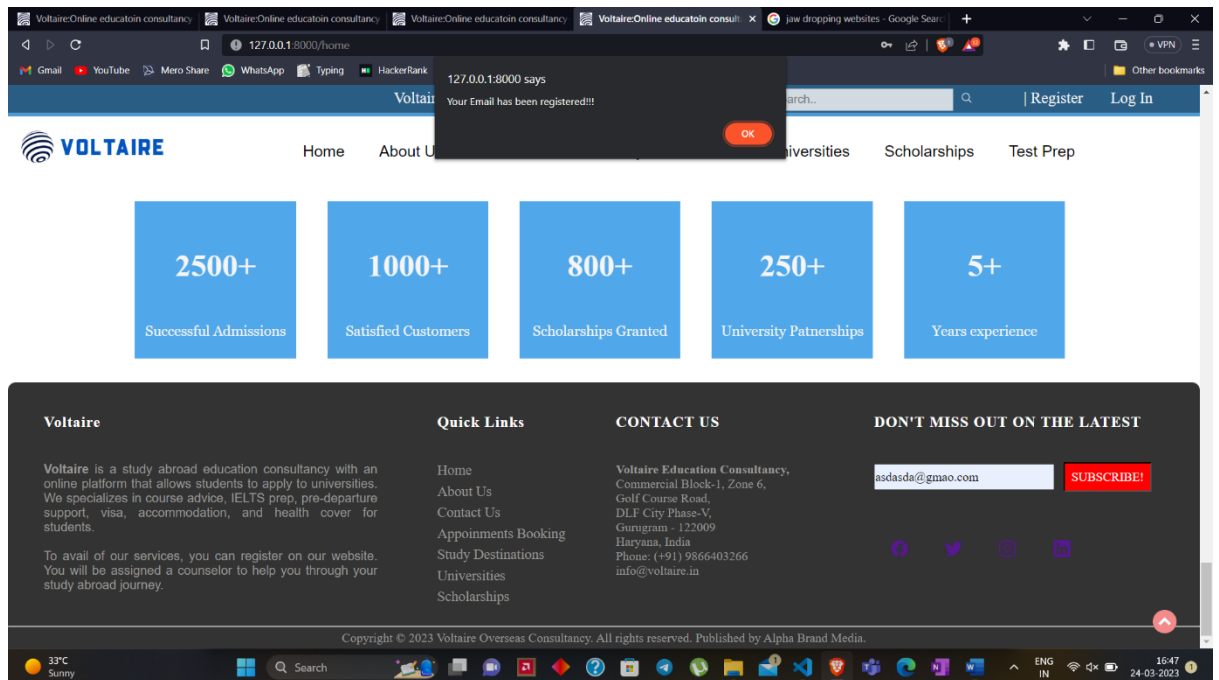 Voltaire:Online educatoin consultancy
Voltaire:Online educatoin consultancy
Voltaire:Online educatoin consultancy
Voltaire:Online educatoin consult
jaw dropping websites - Google Searc
127.0.0.1:8000/home
VPN
Gmail YouTube Mero Share WhatsApp Typing HackerRank Other bookmarks
127.0.0.1:8000 says
Your Email has been registered!!!
OK
Voltair
arch..
| Register Log In
VOLTAIRE
Home About U iversities Scholarships Test Prep
2500+ 1000+ 800+ 250+ 5+
Successful Admissions Satisfied Customers Scholarships Granted University Patnerships Years experience
Voltaire
Voltaire is a study abroad education consultancy with an
online platform that allows students to apply to universities.
We specializes in course advice, IELTS prep, pre-departure
support, visa, accommodation, and health cover for
students.
To avail of our services, you can register on our website.
You will be assigned a counselor to help you through your
study abroad journey.
Quick Links
Home
About Us
Contact Us
Appoinments Booking
Study Destinations
Universities
Scholarships
CONTACT US
Voltaire Education Consultancy,
Commercial Block-1, Zone 6,
Golf Course Road,
DLF City Phase-V,
Gurugram - 122009
Haryana, India
Phone: (+91) 9866403266
info@voltaire.in
DON'T MISS OUT ON THE LATEST
asdasda@gmao.com
SUBSCRIBE!
Copyright © 2023 Voltaire Overseas Consultancy. All rights reserved. Published by Alpha Brand Media.
33°C
Sunny
Search
ENG
IN
16:47
24-03-2023
1